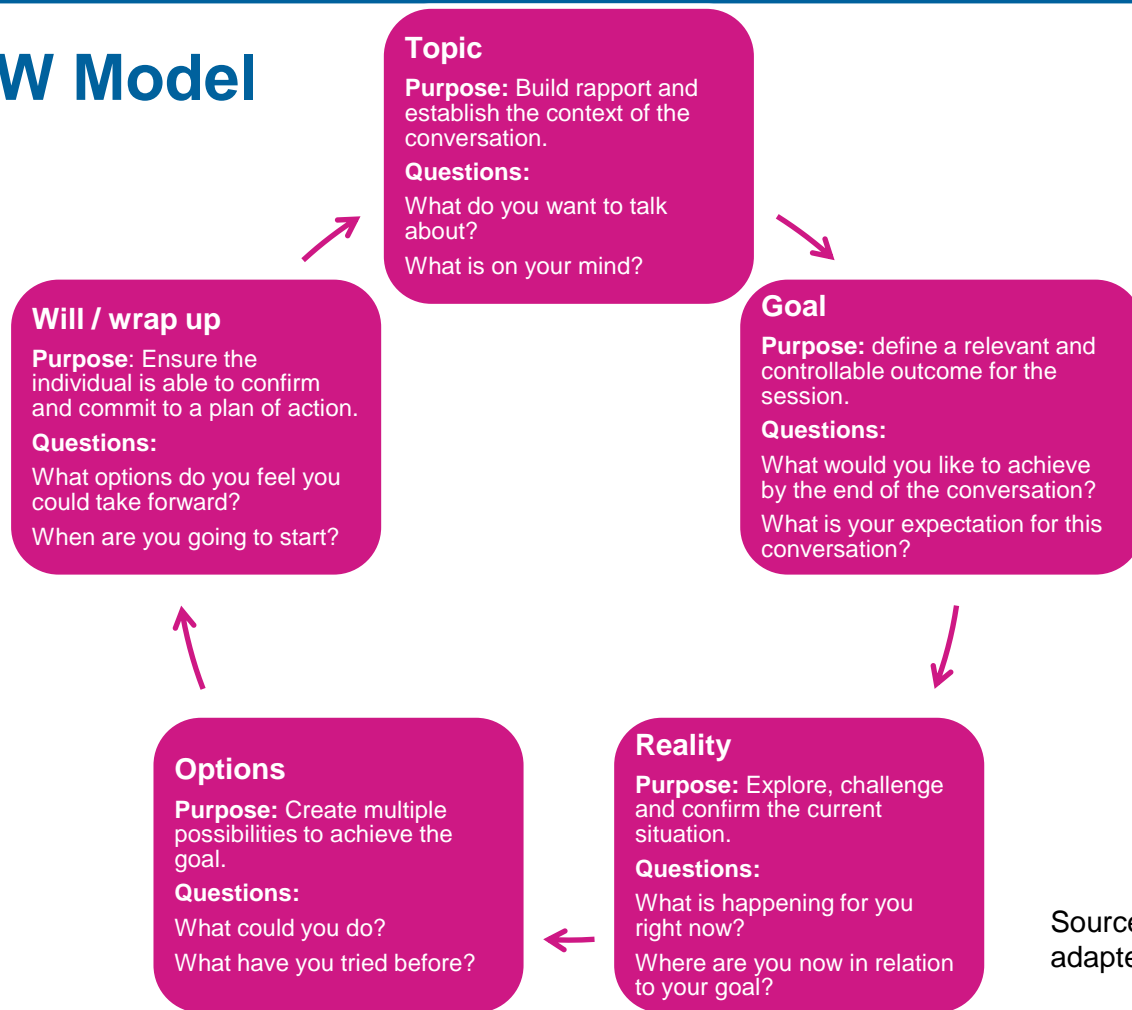 W Model
Topic
Purpose: Build rapport and
establish the context of the
conversation.
Questions:
What do you want to talk
about?
What is on your mind?
Goal
Purpose: define a relevant and
controllable outcome for the
session.
Questions:
What would you like to achieve
by the end of the conversation?
What is your expectation for this
conversation?
Reality
Purpose: Explore, challenge
and confirm the current
situation.
Questions:
What is happening for you
right now?
Where are you now in relation
to your goal?
Options
Purpose: Create multiple
possibilities to achieve the
goal.
Questions:
What could you do?
What have you tried before?
Will / wrap up
Purpose: Ensure the
individual is able to confirm
and commit to a plan of action.
Questions:
What options do you feel you
could take forward?
When are you going to start?
Source
adapte